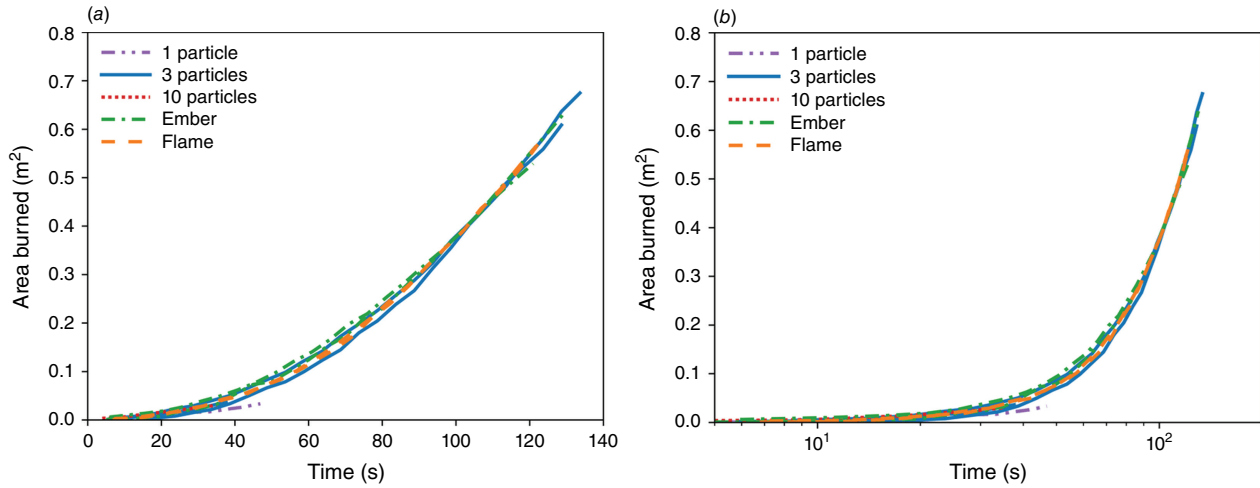 (a)
0.8
0.7
0.6
0.5
0.4
0.3
0.2
0.1
0.0
Area burned (m²)
1 particle
3 particles
10 particles
Ember
Flame
0 20 40 60 80 100 120 140
Time (s)
(b)
0.8
0.7
0.6
0.5
0.4
0.3
0.2
0.1
0.0
Area burned (m²)
1 particle
3 particles
10 particles
Ember
Flame
10¹ 10²
Time (s)